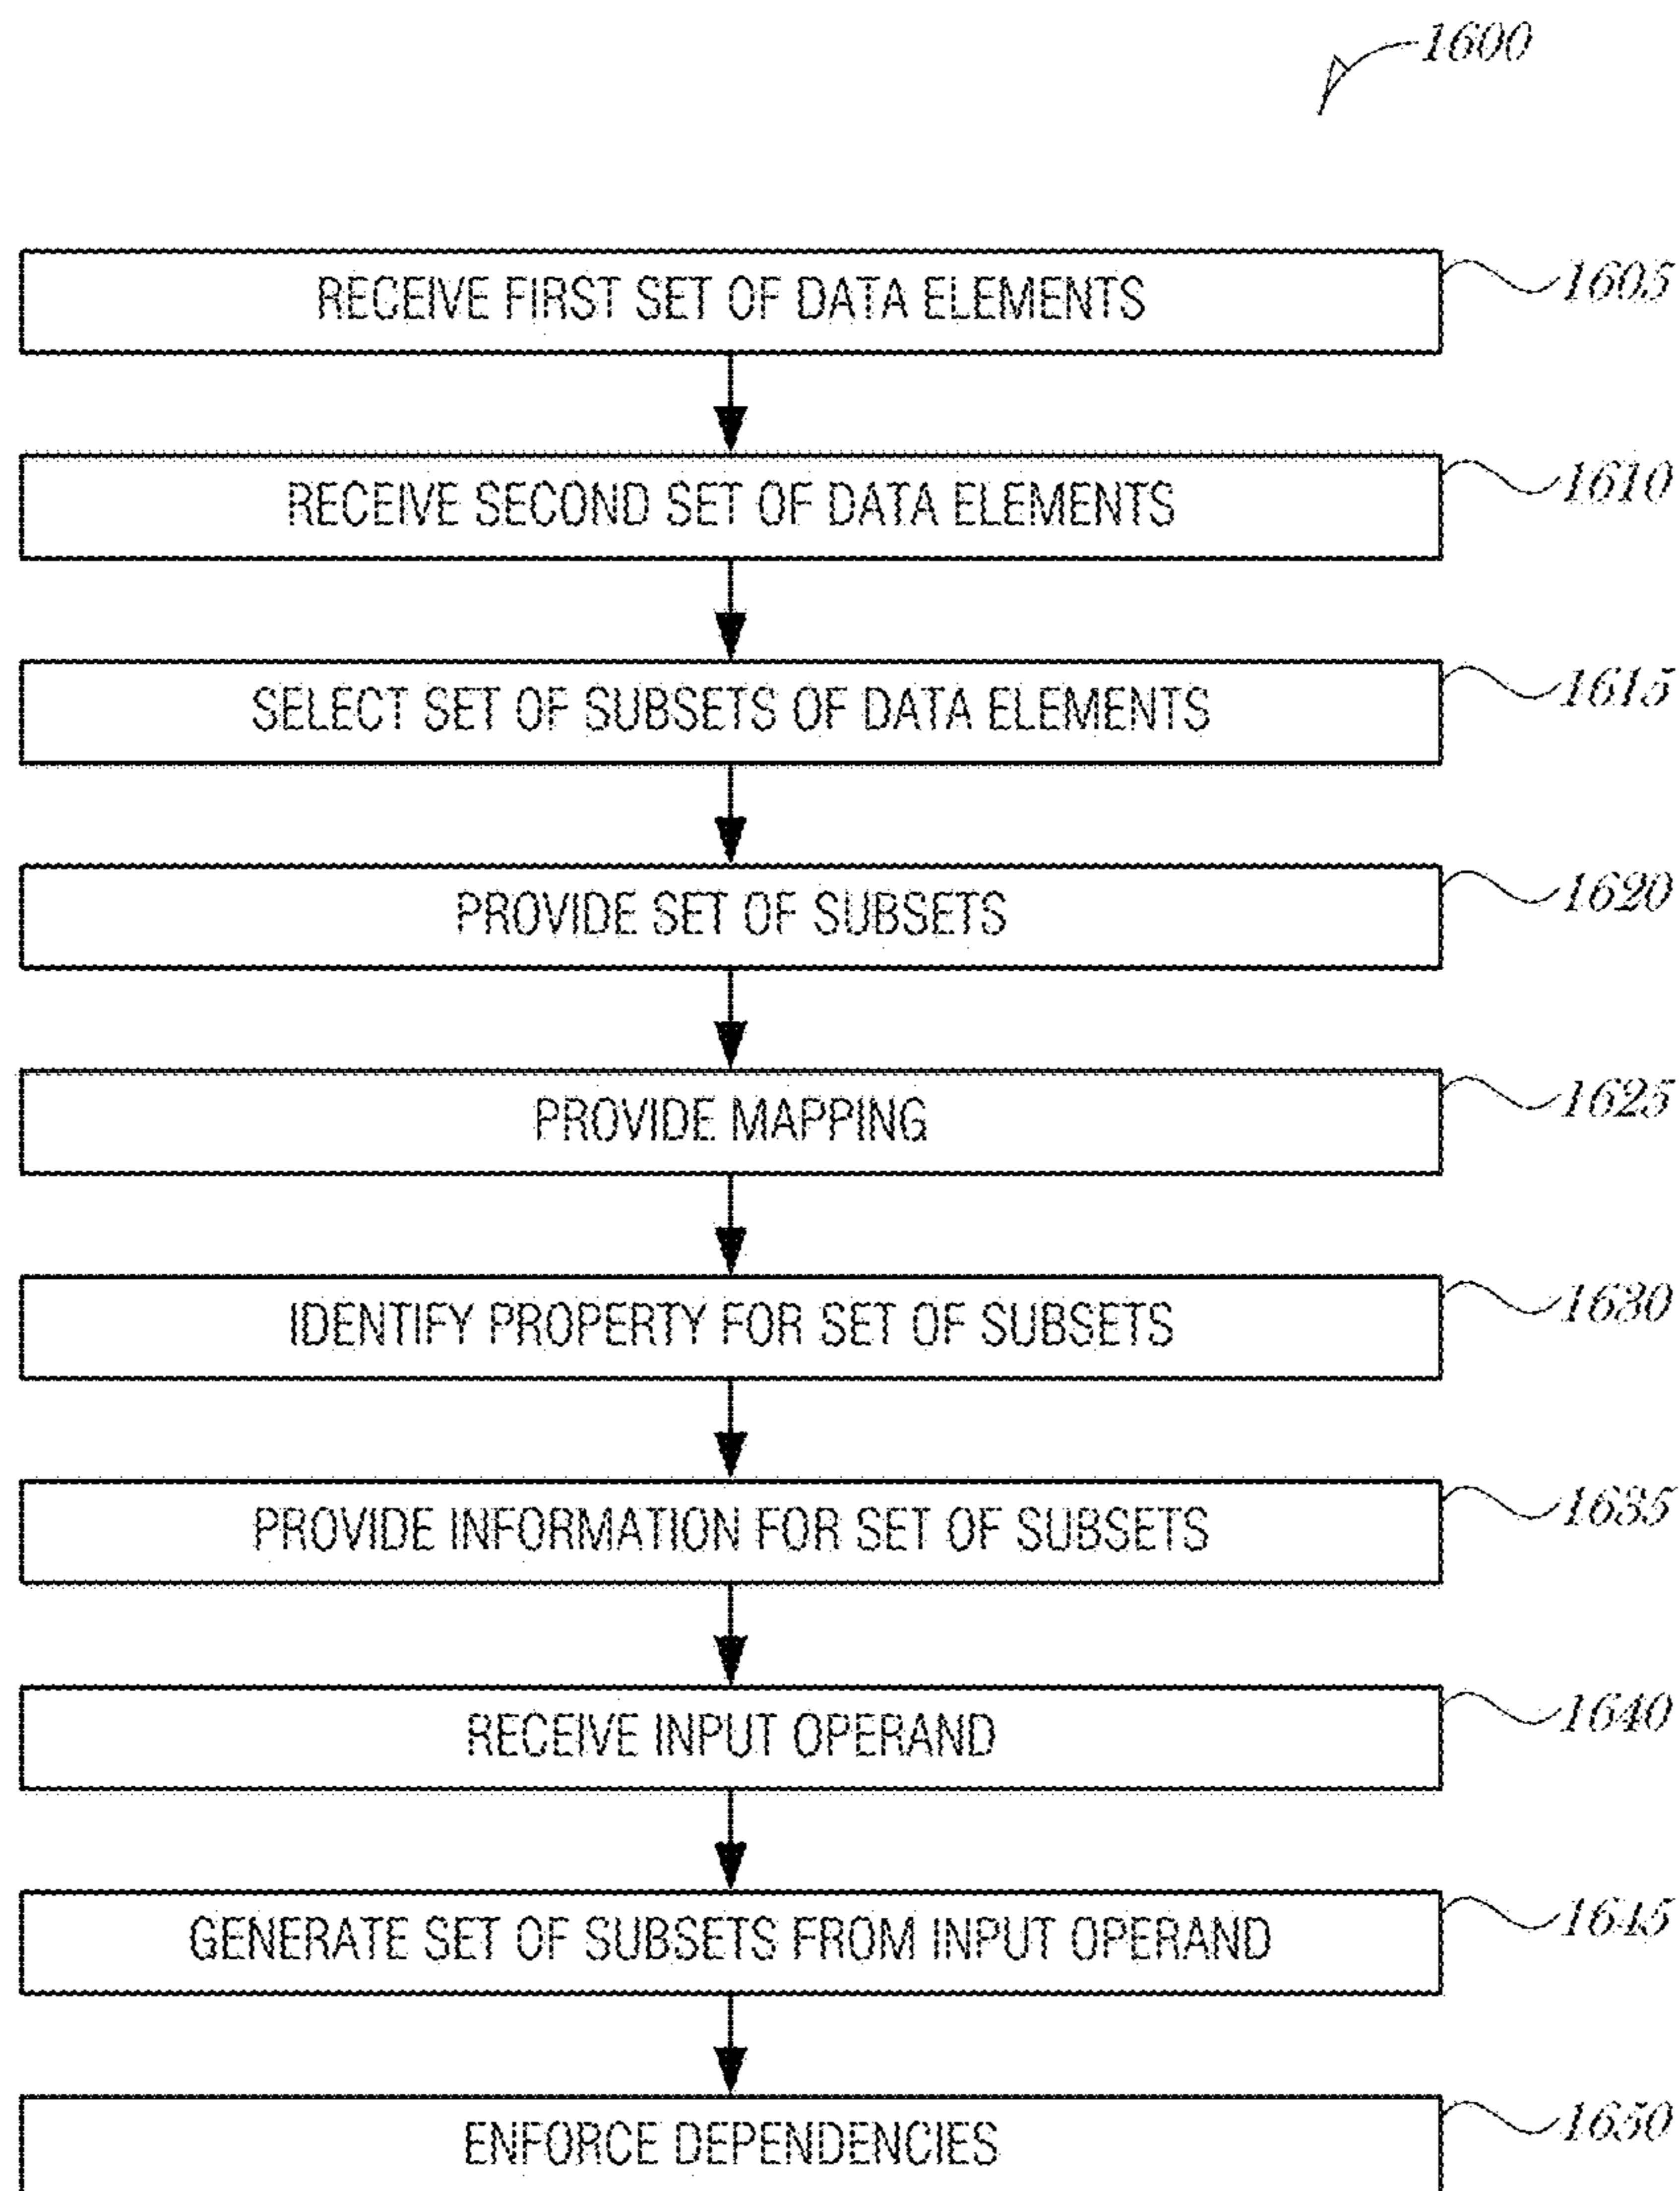 1600
RECEIVE FIRST SET OF DATA ELEMENTS
1605
RECEIVE SECOND SET OF DATA ELEMENTS
1610
SELECT SET OF SUBSETS OF DATA ELEMENTS
1615
PROVIDE SET OF SUBSETS
1620
PROVIDE MAPPING
1625
IDENTIFY PROPERTY FOR SET OF SUBSETS
1630
PROVIDE INFORMATION FOR SET OF SUBSETS
1635
RECEIVE INPUT OPERAND
1640
GENERATE SET OF SUBSETS FROM INPUT OPERAND
1645
ENFORCE DEPENDENCIES
1650